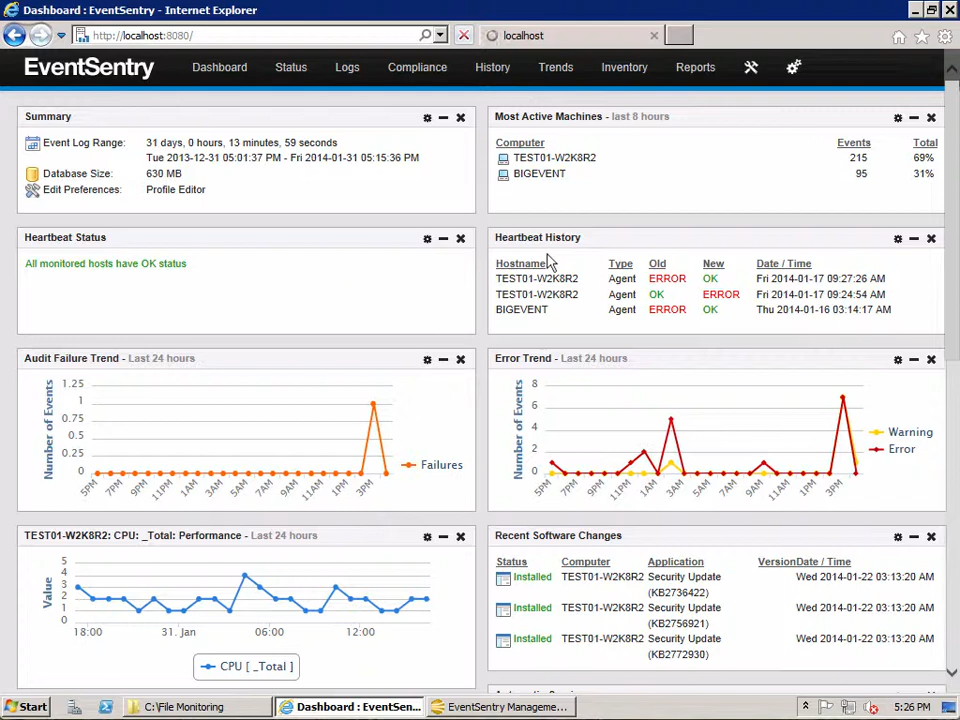 Dashboard : EventSentry - Internet Explorer
http://localhost:8080/
localhost
EventSentry
Dashboard Status Logs Compliance History Trends Inventory Reports
Summary
Event Log Range: 31 days, 0 hours, 13 minutes, 59 seconds
Tue 2013-12-31 05:01:37 PM - Fri 2014-01-31 05:15:36 PM
Database Size: 630 MB
Edit Preferences: Profile Editor
Most Active Machines - last 8 hours
Computer Events Total
TEST01-W2K8R2 215 69%
BIGEVENT 95 31%
Heartbeat Status
All monitored hosts have OK status
Heartbeat History
Hostname Type Old New Date / Time
TEST01-W2K8R2 Agent ERROR OK Fri 2014-01-17 09:27:26 AM
TEST01-W2K8R2 Agent OK ERROR Fri 2014-01-17 09:24:54 AM
BIGEVENT Agent ERROR OK Thu 2014-01-16 03:14:17 AM
Audit Failure Trend - Last 24 hours
Number of Events
1.25
1
0.75
0.5
0.25
0
5PM 7PM 9PM 11PM 1AM 3AM 5AM 7AM 9AM 11AM 1PM 3PM
Failures
Error Trend - Last 24 hours
Number of Events
8
6
4
2
0
5PM 7PM 9PM 11PM 1AM 3AM 5AM 7AM 9AM 11AM 1PM 3PM
Warning
Error
TEST01-W2K8R2: CPU: _Total: Performance - Last 24 hours
Value
5
4
3
2
1
0
18:00 31. Jan 06:00 12:00
CPU [ _Total ]
Recent Software Changes
Status Computer Application Version Date / Time
Installed TEST01-W2K8R2 Security Update Wed 2014-01-22 03:13:20 AM
(KB2736422)
Installed TEST01-W2K8R2 Security Update Wed 2014-01-22 03:13:20 AM
(KB2756921)
Installed TEST01-W2K8R2 Security Update Wed 2014-01-22 03:13:20 AM
(KB2772930)
Start
C:\File Monitoring
Dashboard : EventSen...
EventSentry Manageme...
5:26 PM